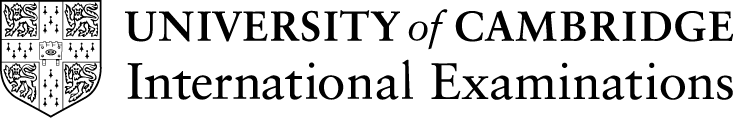 UNIVERSITY of CAMBRIDGE
International Examinations